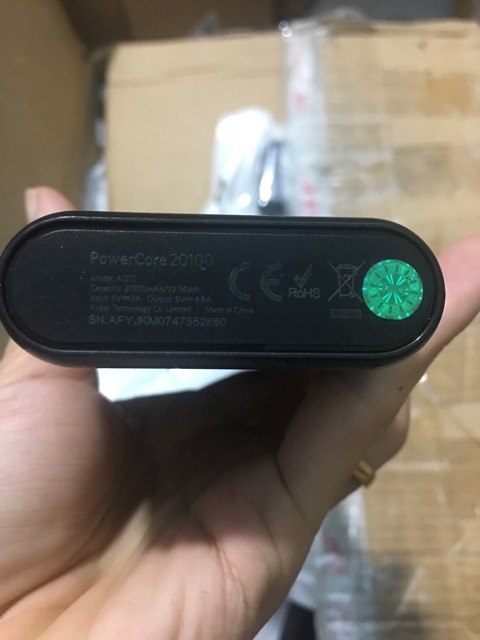 PowerCore 20100
Model: A1271
Capacity: 20100mAh/72.36Wh
Input: 5V⎓2A Output: 5V⎓4.8A
Anker Technology Co., Limited | Made in China
SN:AFYJKM0747552680
CE RoHS